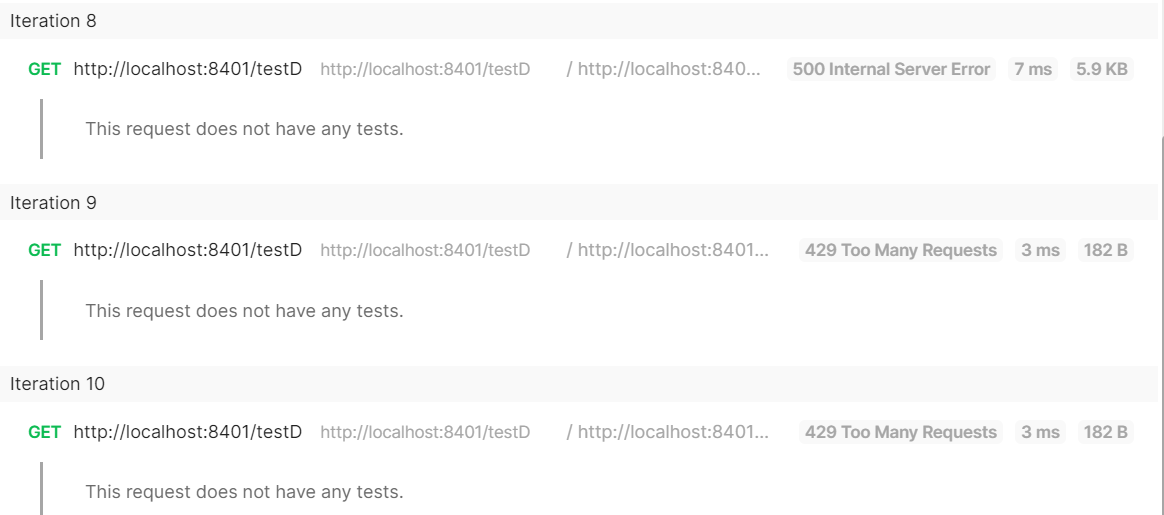 Iteration 8
GET http://localhost:8401/testD http://localhost:8401/testD / http://localhost:840... 500 Internal Server Error 7 ms 5.9 KB
This request does not have any tests.
Iteration 9
GET http://localhost:8401/testD http://localhost:8401/testD / http://localhost:8401... 429 Too Many Requests 3 ms 182 B
This request does not have any tests.
Iteration 10
GET http://localhost:8401/testD http://localhost:8401/testD / http://localhost:8401... 429 Too Many Requests 3 ms 182 B
This request does not have any tests.